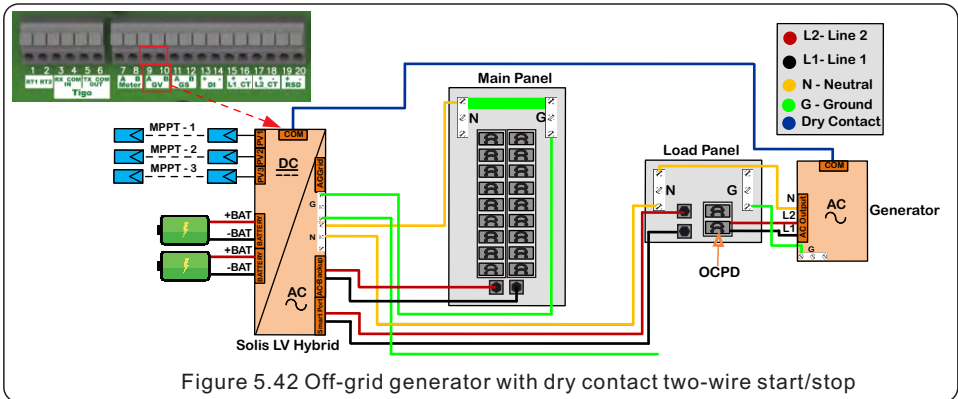 1 2 3 4 5 6 7 8 9 10 11 12 13 14 15 16 17 18 19 20
RT1 RT2 RX COM TX COM A B A B A B + - + - + - + -
IN OUT Meter GV GS DI L1 CT L2 CT RSD
Tigo
L2- Line 2
L1- Line 1
N - Neutral
G - Ground
Dry Contact
Main Panel
N
G
MPPT - 1
MPPT - 2
MPPT - 3
PV1
PV2
PV3
COM
DC
ACGrid
G
N
+BAT
-BAT
BATTERY
+BAT
-BAT
BATTERY
AC
AC-Backup
Smart Port
Solis LV Hybrid
Load Panel
N
G
OCPD
COM
N
L2
L1
AC Output
AC
G
Generator
Figure 5.42 Off-grid generator with dry contact two-wire start/stop